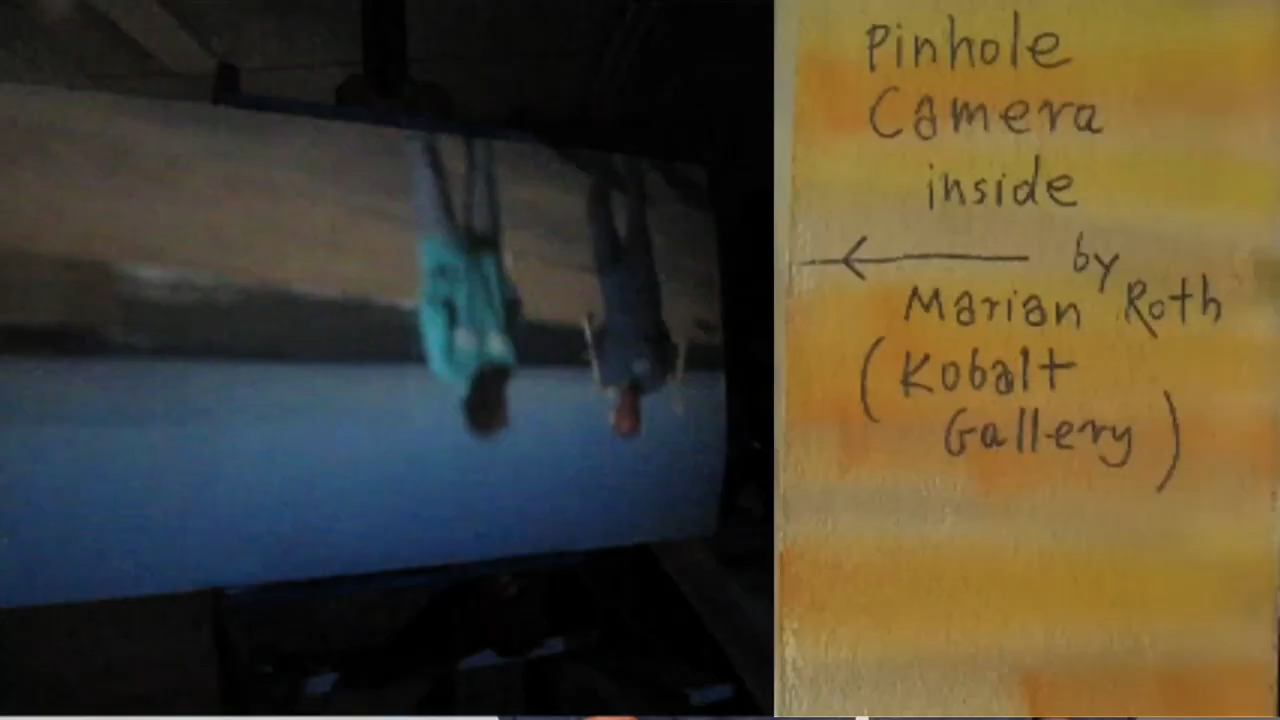 Pinhole
Camera
inside
by
Marian Roth
(Kobalt
Gallery)